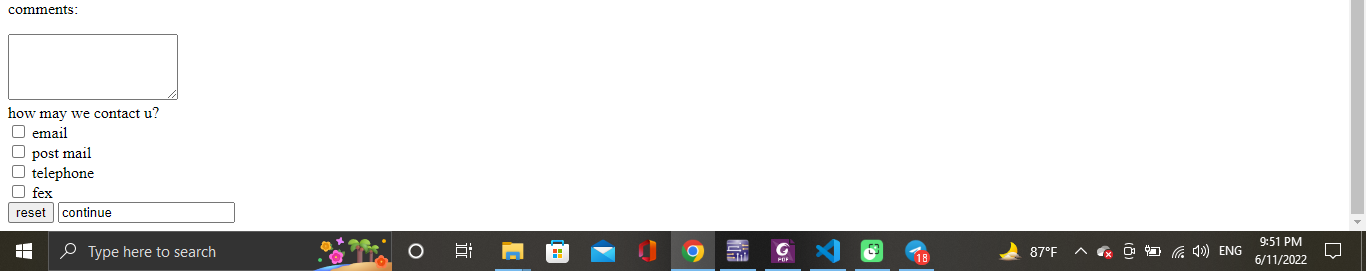 comments:
how may we contact u?
email
post mail
telephone
fex
reset continue
Type here to search
PDF
18
87°F
ENG
9:51 PM
6/11/2022